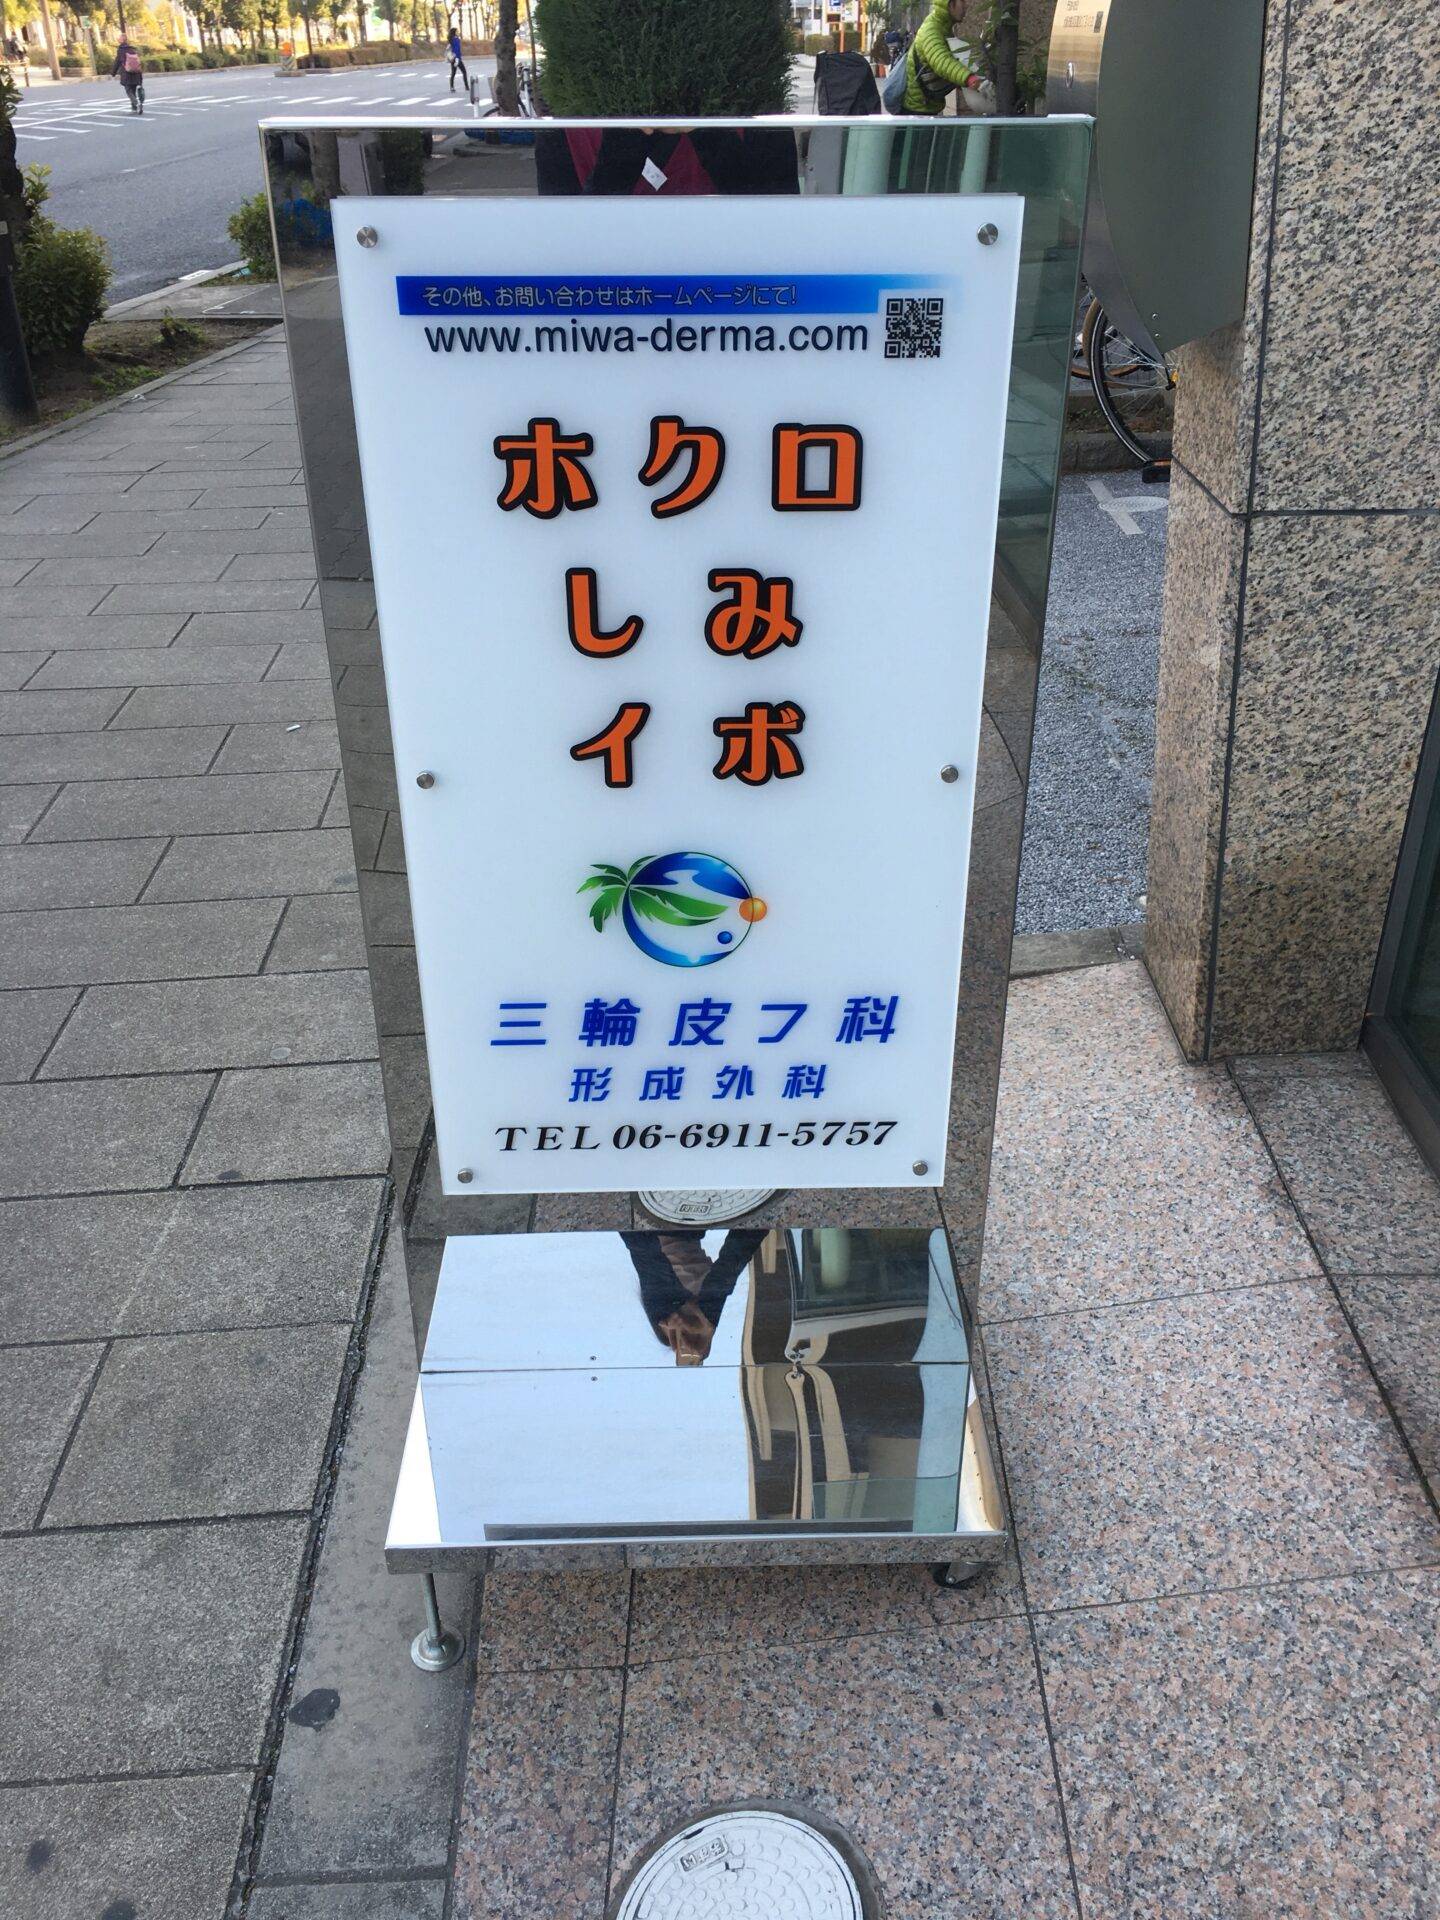 その他、お問い合わせはホームページにて!
www.miwa-derma.com
ホクロ
しみ
イボ
三輪皮フ科
形成外科
TEL 06-6911-5757